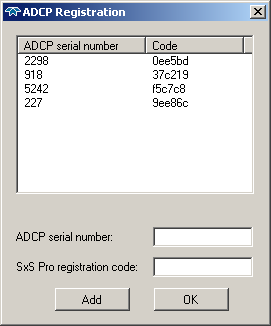 ADCP Registration
ADCP serial number Code
2298 0ee5bd
918 37c219
5242 f5c7c8
227 9ee86c
ADCP serial number:
SxS Pro registration code:
Add OK